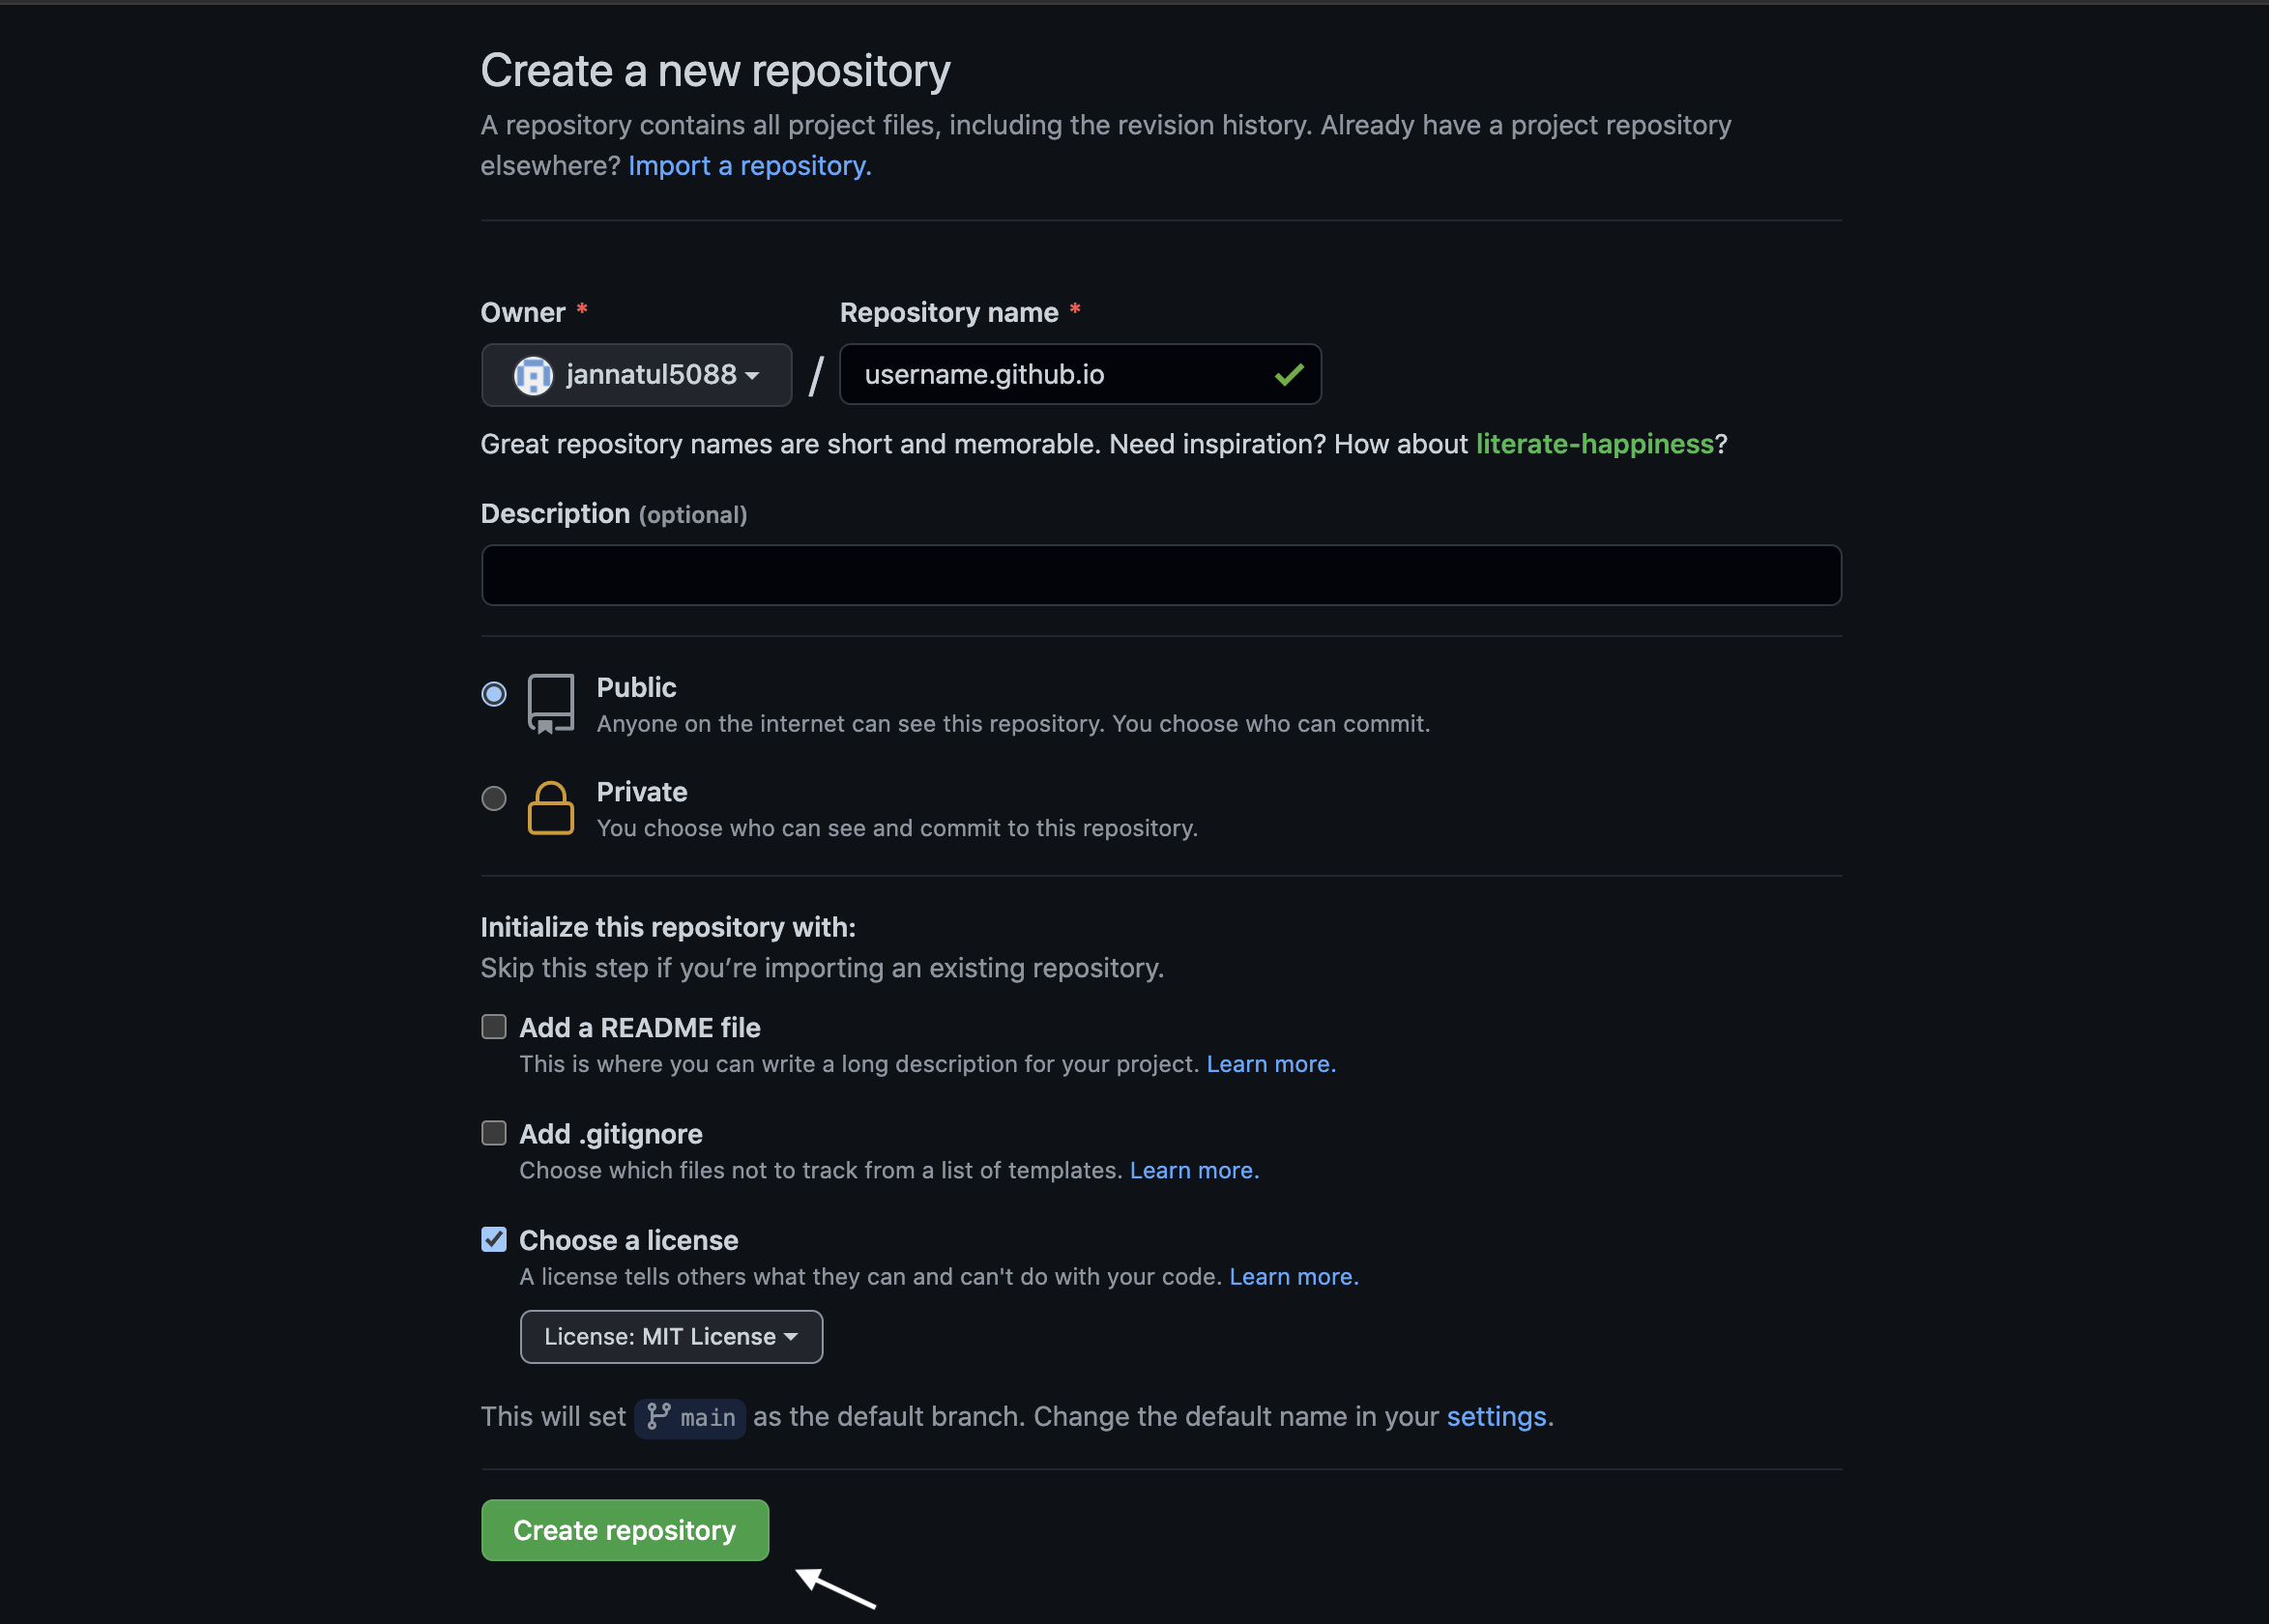 Create a new repository
A repository contains all project files, including the revision history. Already have a project repository
elsewhere? Import a repository.
Owner * Repository name *
jannatul5088 / username.github.io
Great repository names are short and memorable. Need inspiration? How about literate-happiness?
Description (optional)
Public
Anyone on the internet can see this repository. You choose who can commit.
Private
You choose who can see and commit to this repository.
Initialize this repository with:
Skip this step if you’re importing an existing repository.
Add a README file
This is where you can write a long description for your project. Learn more.
Add .gitignore
Choose which files not to track from a list of templates. Learn more.
Choose a license
A license tells others what they can and can't do with your code. Learn more.
License: MIT License
This will set main as the default branch. Change the default name in your settings.
Create repository